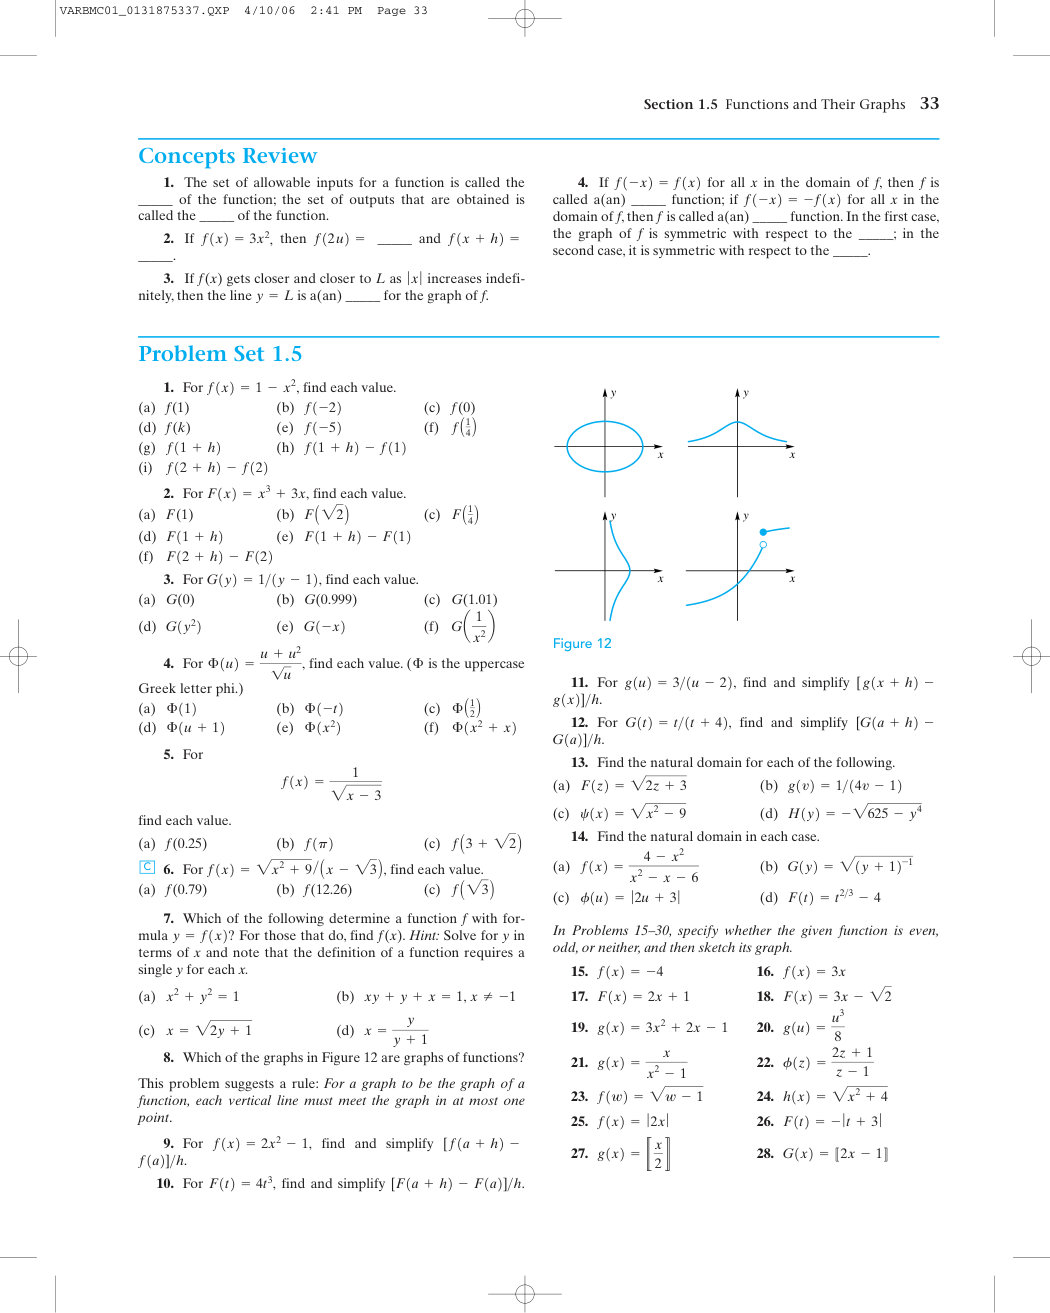 VARBMC01_0131875337.QXP 4/10/06 2:41 PM Page 33
Section 1.5 Functions and Their Graphs 33
Concepts Review
1. The set of allowable inputs for a function is called the
_____ of the function; the set of outputs that are obtained is
called the _____ of the function.
2. If f(x) = 3x², then f(2u) = _____ and f(x + h) =
_____.
3. If f(x) gets closer and closer to L as |x| increases indefi-
nitely, then the line y = L is a(an) _____ for the graph of f.
4. If f(−x) = f(x) for all x in the domain of f, then f is
called a(an) _____ function; if f(−x) = −f(x) for all x in the
domain of f, then f is called a(an) _____ function. In the first case,
the graph of f is symmetric with respect to the _____; in the
second case, it is symmetric with respect to the _____.
Problem Set 1.5
1. For f(x) = 1 − x², find each value.
(a) f(1) (b) f(−2) (c) f(0)
(d) f(k) (e) f(−5) (f) f(1/4)
(g) f(1 + h) (h) f(1 + h) − f(1)
(i) f(2 + h) − f(2)
2. For F(x) = x³ + 3x, find each value.
(a) F(1) (b) F(√2) (c) F(1/4)
(d) F(1 + h) (e) F(1 + h) − F(1)
(f) F(2 + h) − F(2)
3. For G(y) = 1/(y − 1), find each value.
(a) G(0) (b) G(0.999) (c) G(1.01)
(d) G(y²) (e) G(−x) (f) G(1/x²)
4. For Φ(u) = (u + u²)/√u, find each value. (Φ is the uppercase
Greek letter phi.)
(a) Φ(1) (b) Φ(−t) (c) Φ(1/2)
(d) Φ(u + 1) (e) Φ(x²) (f) Φ(x² + x)
5. For
f(x) = 1/√(x − 3)
find each value.
(a) f(0.25) (b) f(π) (c) f(3 + √2)
C 6. For f(x) = √(x² + 9)/(x − √3), find each value.
(a) f(0.79) (b) f(12.26) (c) f(√3)
7. Which of the following determine a function f with for-
mula y = f(x)? For those that do, find f(x). Hint: Solve for y in
terms of x and note that the definition of a function requires a
single y for each x.
(a) x² + y² = 1 (b) xy + y + x = 1, x ≠ −1
(c) x = √(2y + 1) (d) x = y/(y + 1)
8. Which of the graphs in Figure 12 are graphs of functions?
This problem suggests a rule: For a graph to be the graph of a
function, each vertical line must meet the graph in at most one
point.
9. For f(x) = 2x² − 1, find and simplify [f(a + h) −
f(a)]/h.
10. For F(t) = 4t³, find and simplify [F(a + h) − F(a)]/h.
y y
x x
y y
x x
Figure 12
11. For g(u) = 3/(u − 2), find and simplify [g(x + h) −
g(x)]/h.
12. For G(t) = t/(t + 4), find and simplify [G(a + h) −
G(a)]/h.
13. Find the natural domain for each of the following.
(a) F(z) = √(2z + 3) (b) g(v) = 1/(4v − 1)
(c) ψ(x) = √(x² − 9) (d) H(y) = −√(625 − y⁴)
14. Find the natural domain in each case.
(a) f(x) = (4 − x²)/(x² − x − 6) (b) G(y) = √((y + 1)⁻¹)
(c) ϕ(u) = |2u + 3| (d) F(t) = t^(2/3) − 4
In Problems 15–30, specify whether the given function is even,
odd, or neither, and then sketch its graph.
15. f(x) = −4 16. f(x) = 3x
17. F(x) = 2x + 1 18. F(x) = 3x − √2
19. g(x) = 3x² + 2x − 1 20. g(u) = u³/8
21. g(x) = x/(x² − 1) 22. ϕ(z) = (2z + 1)/(z − 1)
23. f(w) = √(w − 1) 24. h(x) = √(x² + 4)
25. f(x) = |2x| 26. F(t) = −|t + 3|
27. g(x) = ⟦x/2⟧ 28. G(x) = ⟦2x − 1⟧